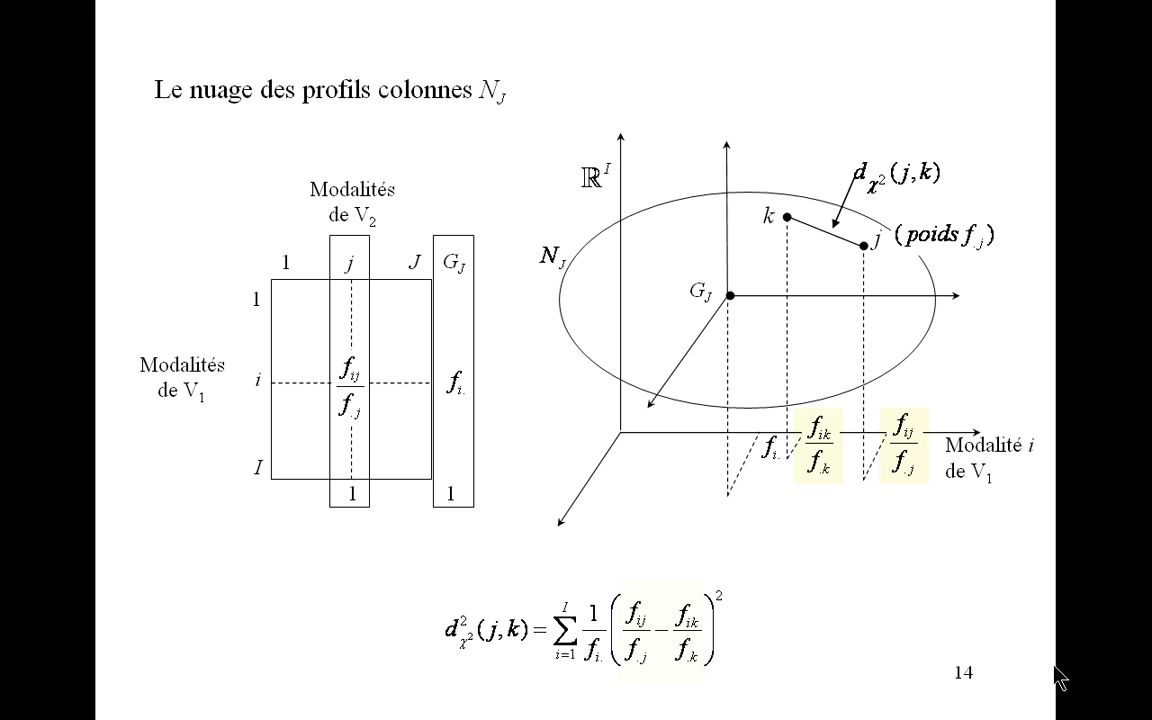 Le nuage des profils colonnes N_J
Modalités
de V₂
1 j J G_J
1
Modalités
de V₁
i f_ij / f_.j f_i.
I
1 1
ℝ^I
d_χ²(j,k)
k
j (poids f_.j)
N_J
G_J
f_i. f_ik / f_.k f_ij / f_.j
Modalité i
de V₁
d²_χ²(j,k) = ∑_{i=1}^{I} 1/f_i. (f_ij/f_.j − f_ik/f_.k)²
14